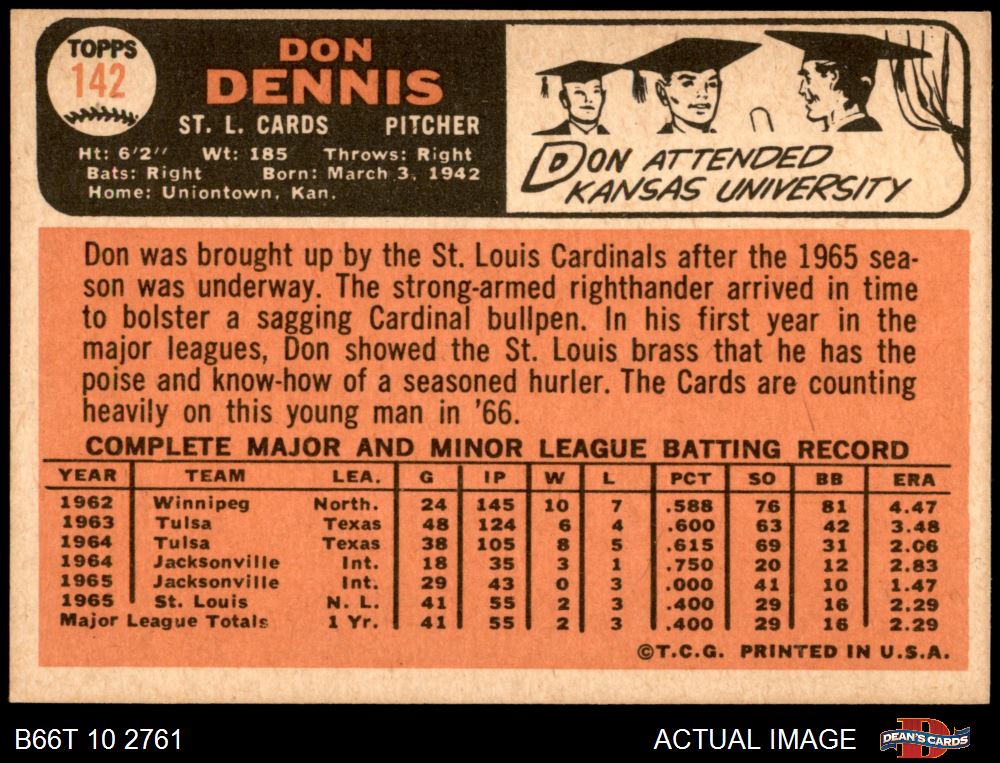 TOPPS
142
DON
DENNIS
ST. L. CARDS PITCHER
Ht: 6'2'' Wt: 185 Throws: Right
Bats: Right Born: March 3, 1942
Home: Uniontown, Kan.
DON ATTENDED
KANSAS UNIVERSITY
Don was brought up by the St. Louis Cardinals after the 1965 sea-
son was underway. The strong-armed righthander arrived in time
to bolster a sagging Cardinal bullpen. In his first year in the
major leagues, Don showed the St. Louis brass that he has the
poise and know-how of a seasoned hurler. The Cards are counting
heavily on this young man in '66.
COMPLETE MAJOR AND MINOR LEAGUE BATTING RECORD
YEAR TEAM LEA. G IP W L PCT SO BB ERA
1962 Winnipeg North. 24 145 10 7 .588 76 81 4.47
1963 Tulsa Texas 48 124 6 4 .600 63 42 3.48
1964 Tulsa Texas 38 105 8 5 .615 69 31 2.06
1964 Jacksonville Int. 18 35 3 1 .750 20 12 2.83
1965 Jacksonville Int. 29 43 0 3 .000 41 10 1.47
1965 St. Louis N. L. 41 55 2 3 .400 29 16 2.29
Major League Totals 1 Yr. 41 55 2 3 .400 29 16 2.29
©T.C.G. PRINTED IN U.S.A.
B66T 10 2761
ACTUAL IMAGE
DEAN'S CARDS